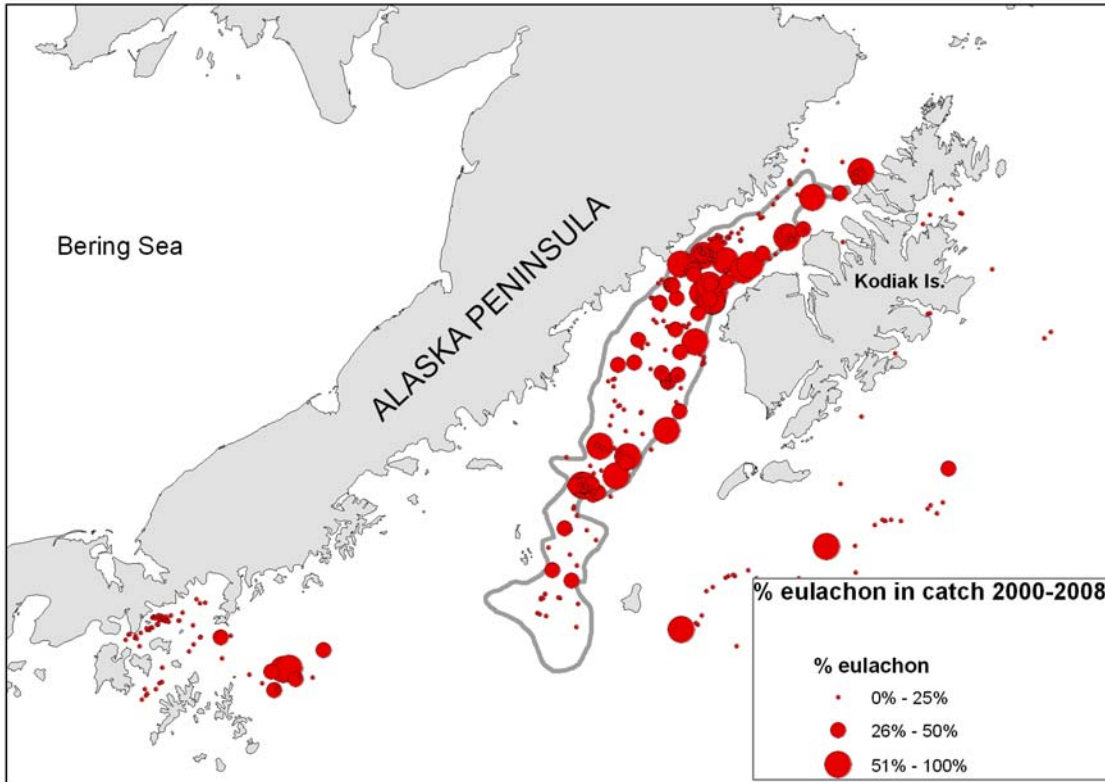 Bering Sea
ALASKA PENINSULA
Kodiak Is.
% eulachon in catch 2000-2008
% eulachon
0% - 25%
26% - 50%
51% - 100%